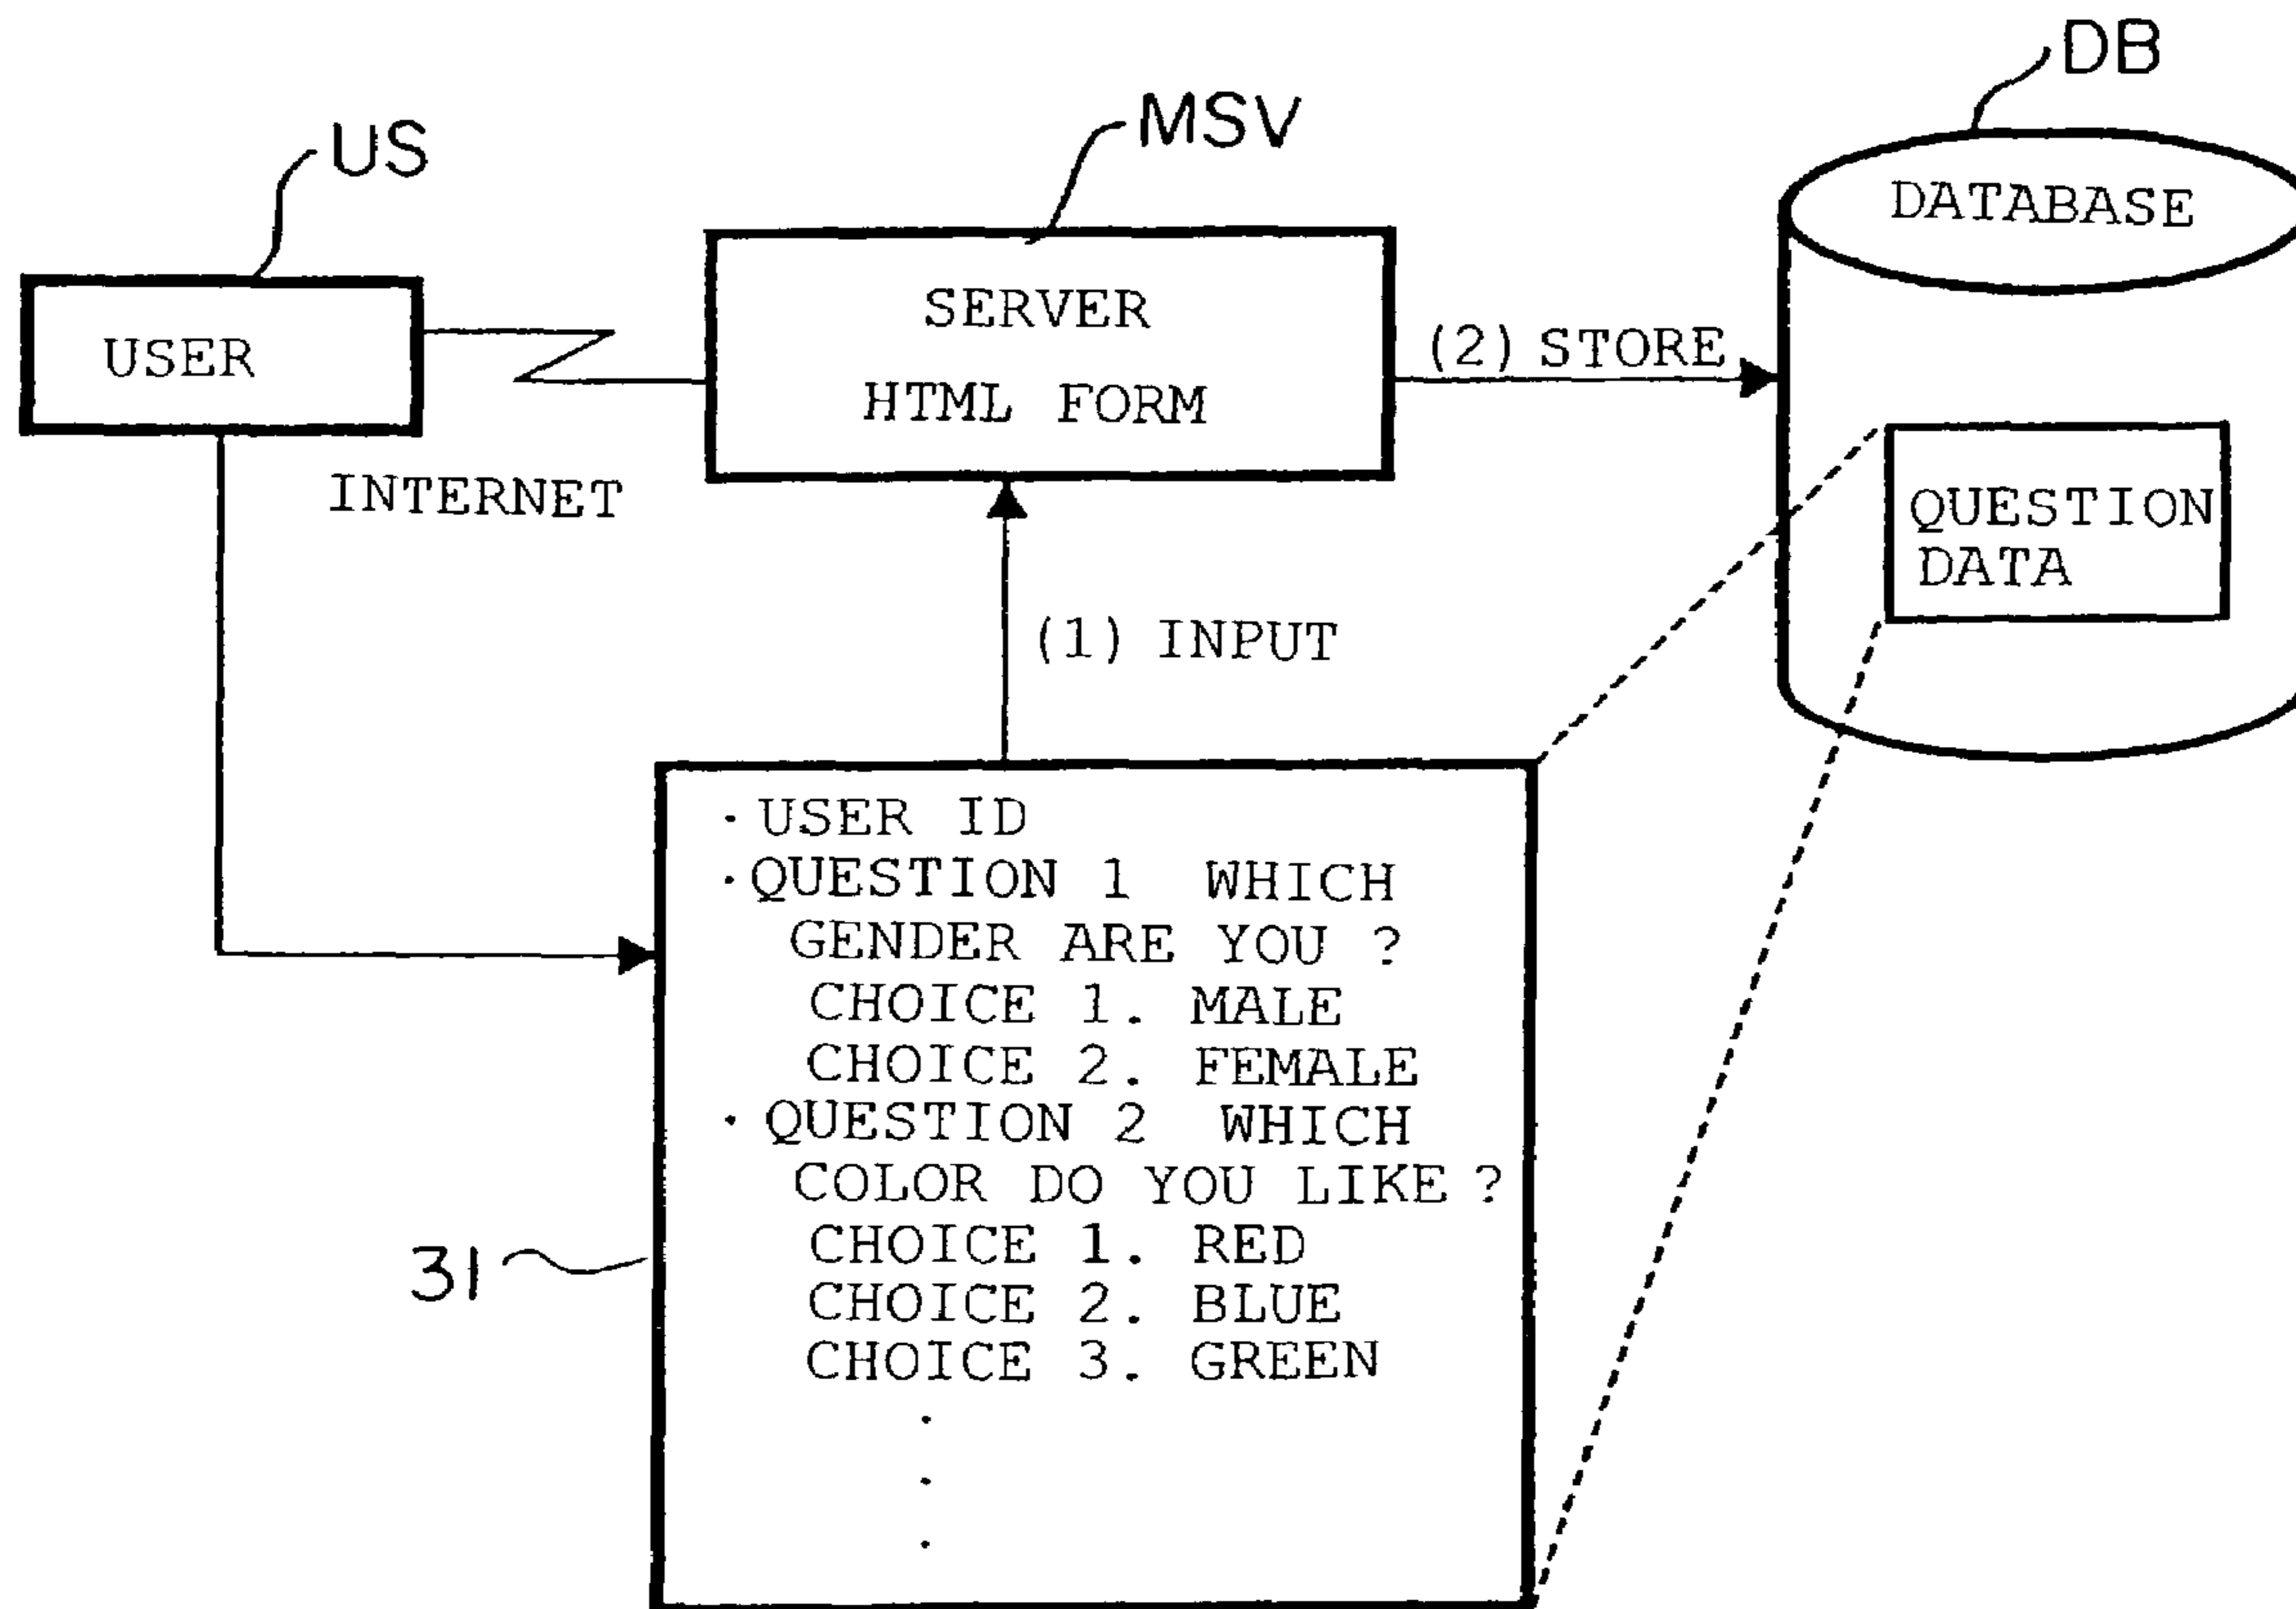 DB
MSV
US
DATABASE
SERVER
HTML FORM
USER
(2) STORE
INTERNET
QUESTION
DATA
(1) INPUT
· USER ID
· QUESTION 1 WHICH
GENDER ARE YOU ?
CHOICE 1. MALE
CHOICE 2. FEMALE
· QUESTION 2 WHICH
COLOR DO YOU LIKE ?
CHOICE 1. RED
CHOICE 2. BLUE
CHOICE 3. GREEN
.
.
.
31